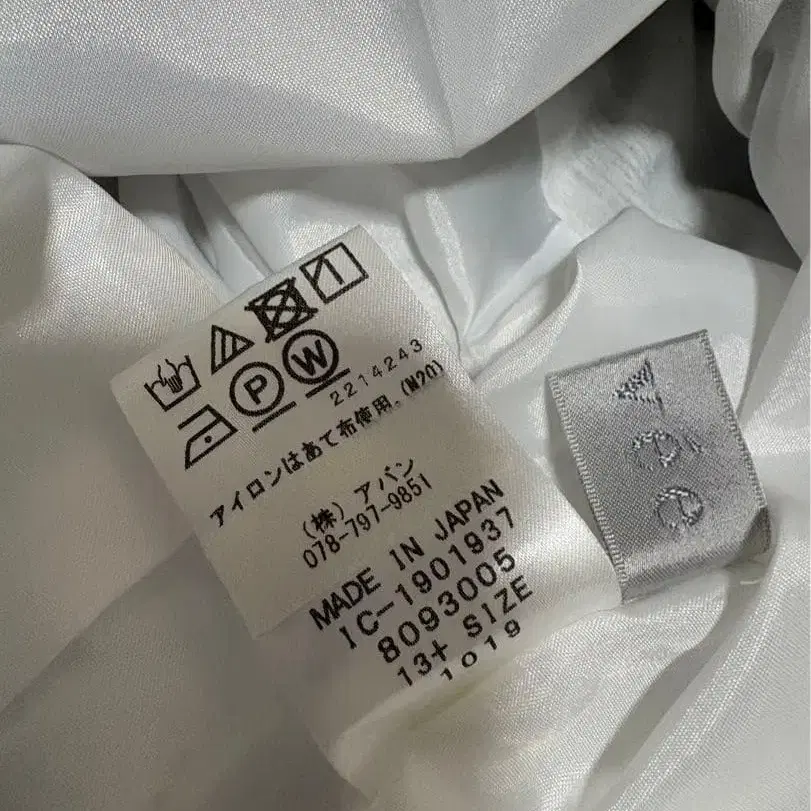 P W
2214243
アイロンはあて布使用。(M20)
(株) アバン
078-797-9851
MADE IN JAPAN
IC-1901937
8093005
13+ SIZE
1019